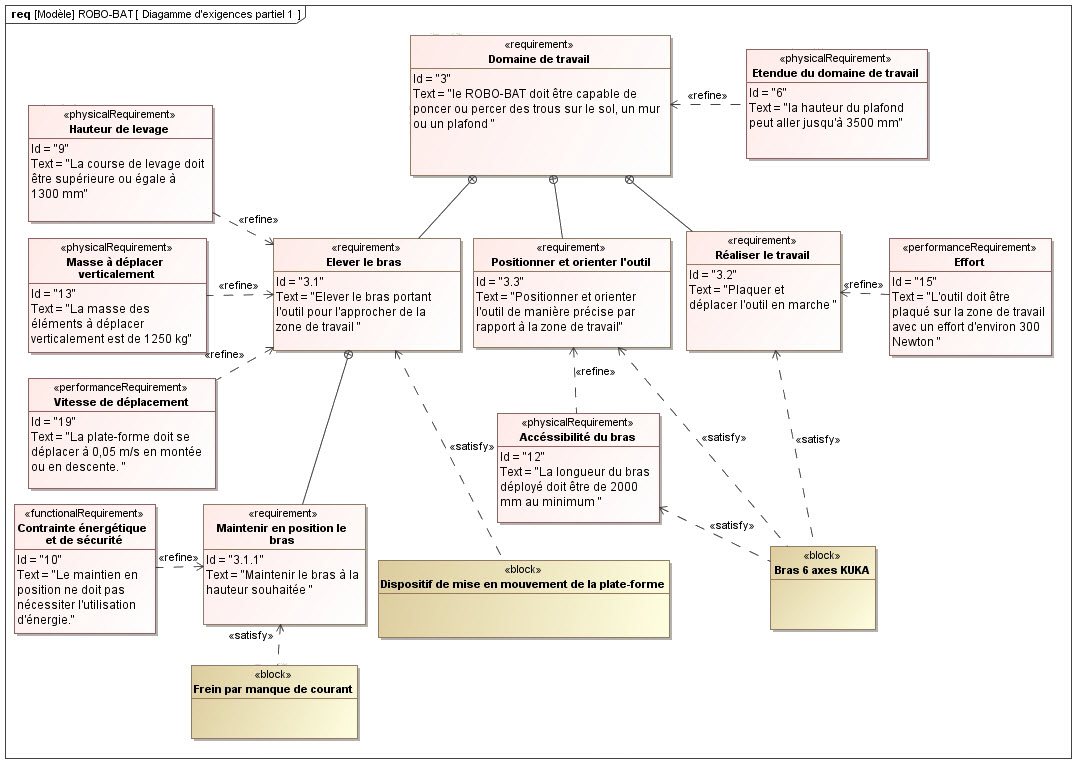 req [Modèle] ROBO-BAT[ Diagamme d'exigences partiel 1 ]
«requirement»
Domaine de travail
Id = "3"
Text = "le ROBO-BAT doit être capable de
poncer ou percer des trous sur le sol, un mur
ou un plafond "
«physicalRequirement»
Etendue du domaine de travail
Id = "6"
Text = "la hauteur du plafond
peut aller jusqu'à 3500 mm"
«refine»
«physicalRequirement»
Hauteur de levage
Id = "9"
Text = "La course de levage doit
être supérieure ou égale à
1300 mm"
«refine»
«physicalRequirement»
Masse à déplacer
verticalement
Id = "13"
Text = "La masse des
éléments à déplacer
verticalement est de 1250 kg"
«refine»
«requirement»
Elever le bras
Id = "3.1"
Text = "Elever le bras portant
l'outil pour l'approcher de la
zone de travail "
«requirement»
Positionner et orienter l'outil
Id = "3.3"
Text = "Positionner et orienter
l'outil de manière précise par
rapport à la zone de travail"
«requirement»
Réaliser le travail
Id = "3.2"
Text = "Plaquer et
déplacer l'outil en marche "
«refine»
«performanceRequirement»
Effort
Id = "15"
Text = "L'outil doit être
plaqué sur la zone de travail
avec un effort d'environ 300
Newton "
«refine»
«performanceRequirement»
Vitesse de déplacement
Id = "19"
Text = "La plate-forme doit se
déplacer à 0,05 m/s en montée
ou en descente. "
«refine»
«physicalRequirement»
Accéssibilité du bras
Id = "12"
Text = "La longueur du bras
déployé doit être de 2000
mm au minimum "
«satisfy»
«satisfy»
«satisfy»
«satisfy»
«functionalRequirement»
Contrainte énergétique
et de sécurité
Id = "10"
Text = "Le maintien en
position ne doit pas
nécessiter l'utilisation
d'énergie."
«refine»
«requirement»
Maintenir en position le
bras
Id = "3.1.1"
Text = "Maintenir le bras à la
hauteur souhaitée "
«block»
Dispositif de mise en mouvement de la plate-forme
«block»
Bras 6 axes KUKA
«satisfy»
«block»
Frein par manque de courant